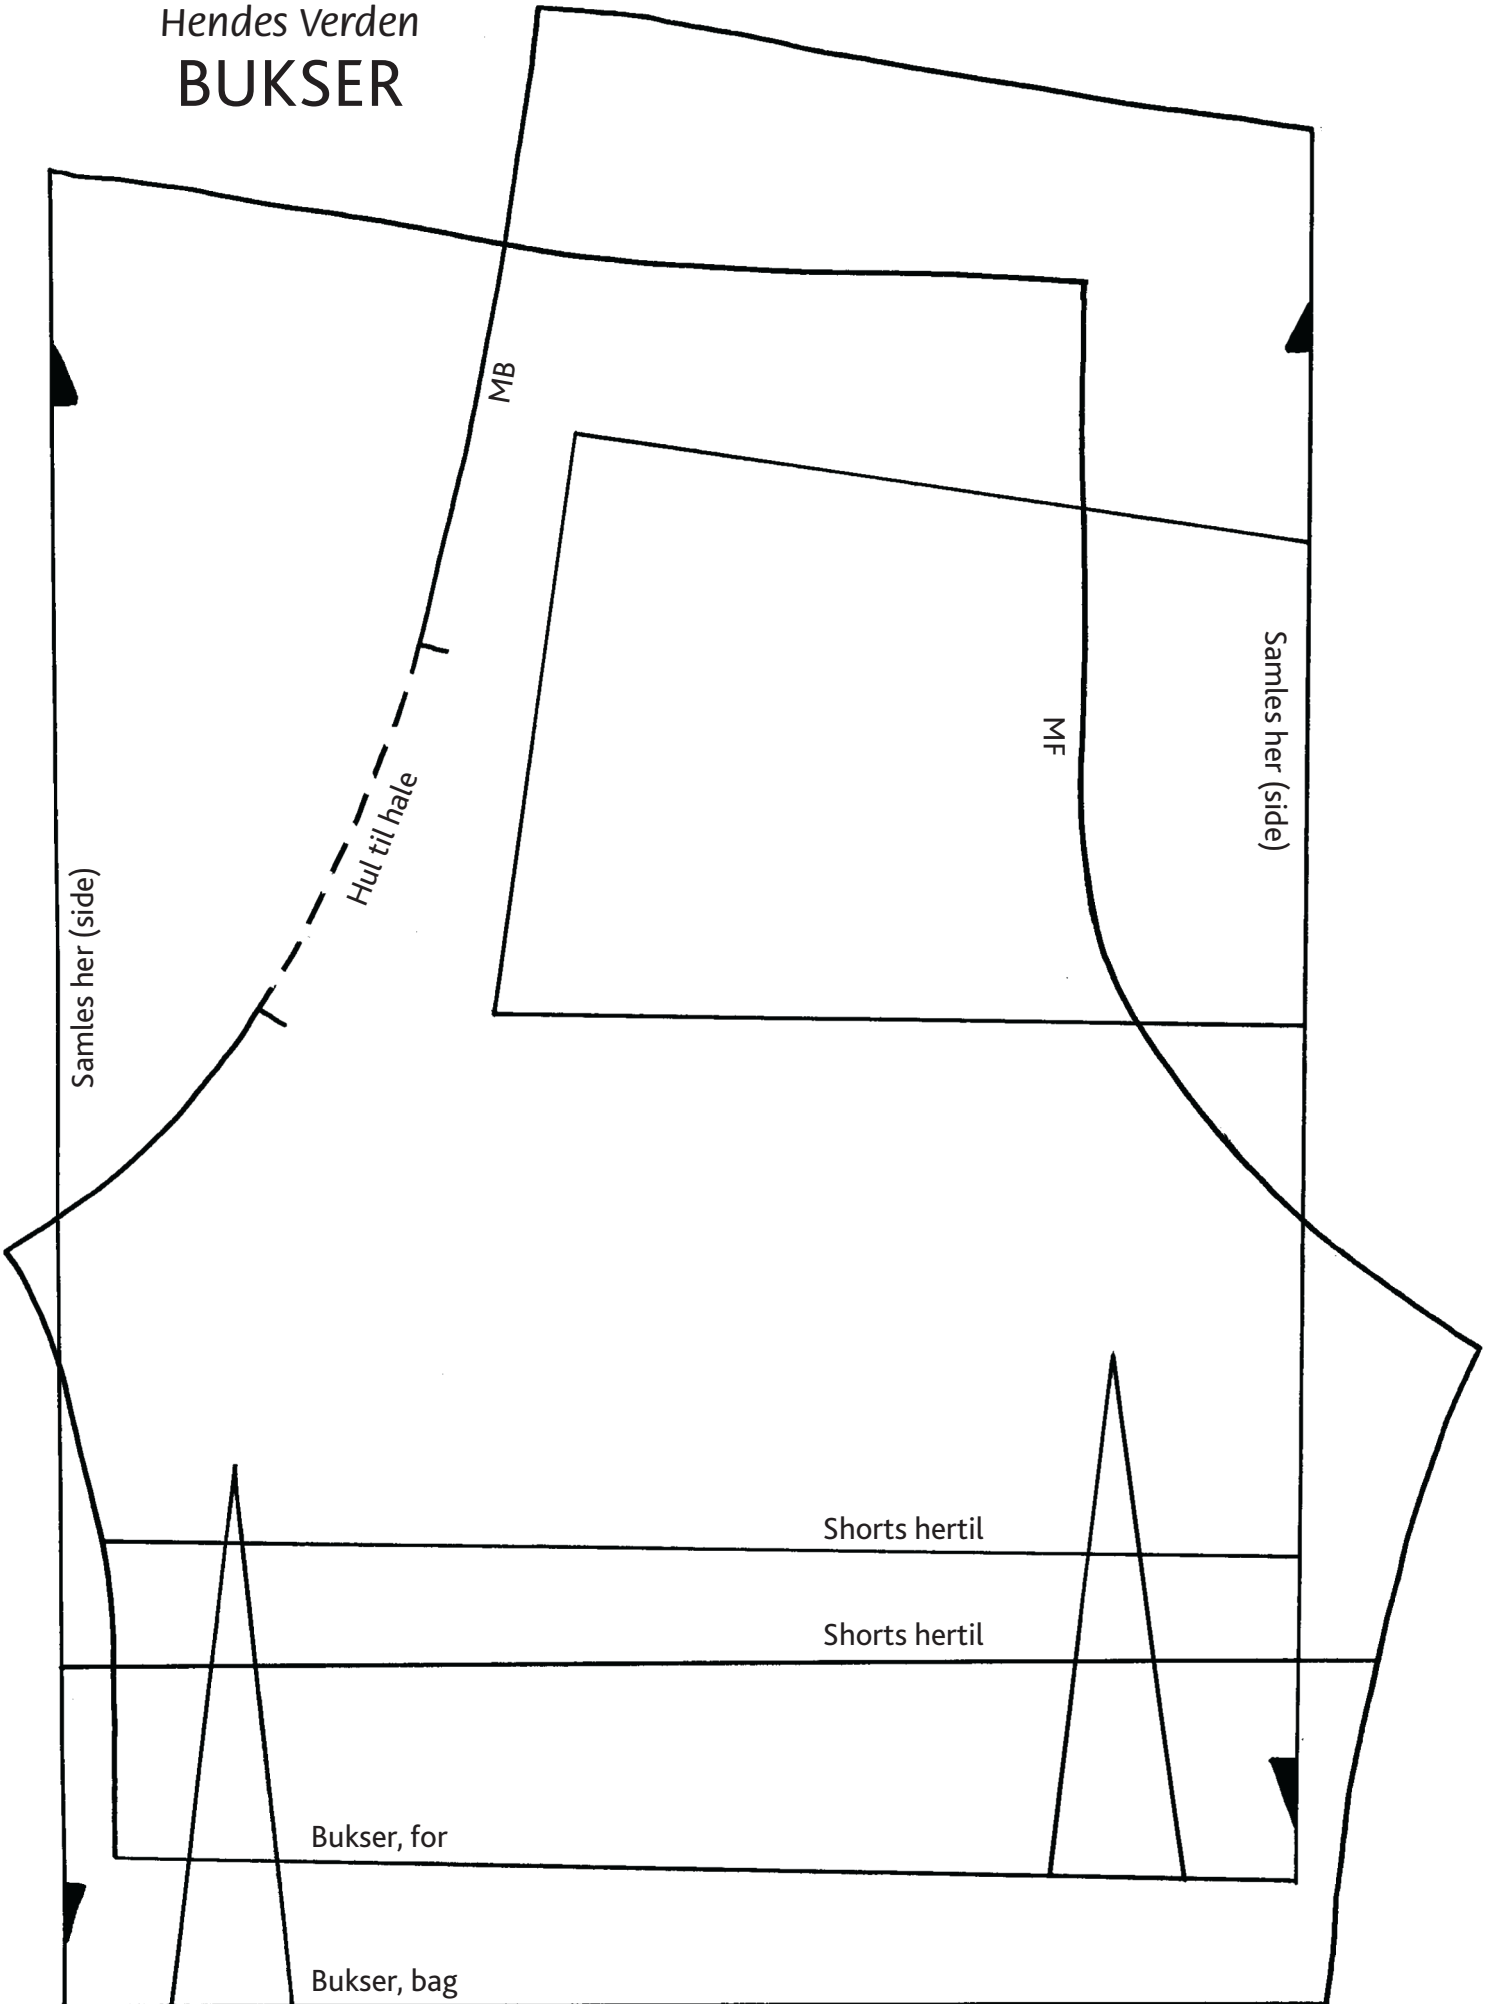 Hendes Verden
BUKSER
MB
Samles her (side)
MF
Hul til hale
Samles her (side)
Shorts hertil
Shorts hertil
Bukser, for
Bukser, bag